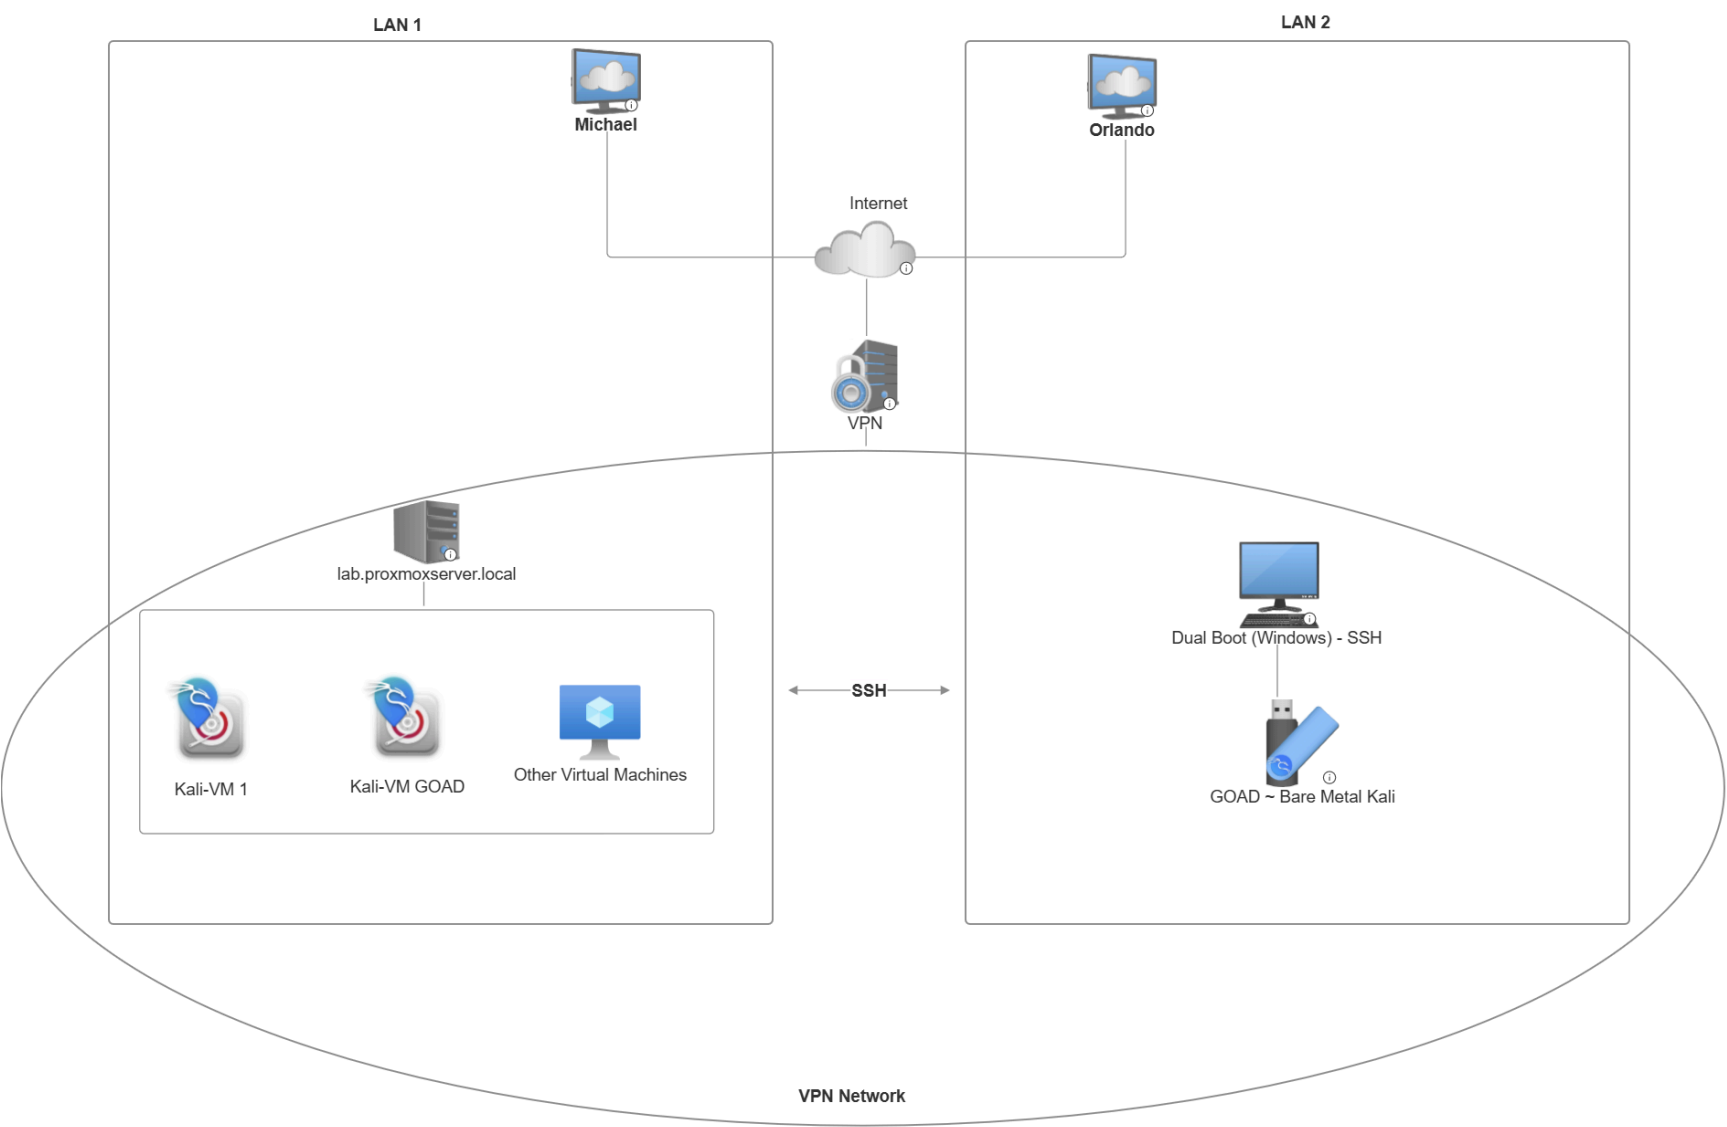 LAN 1
LAN 2
Michael
Orlando
Internet
VPN
lab.proxmoxserver.local
Dual Boot (Windows) - SSH
SSH
Kali-VM 1
Kali-VM GOAD
Other Virtual Machines
GOAD ~ Bare Metal Kali
VPN Network